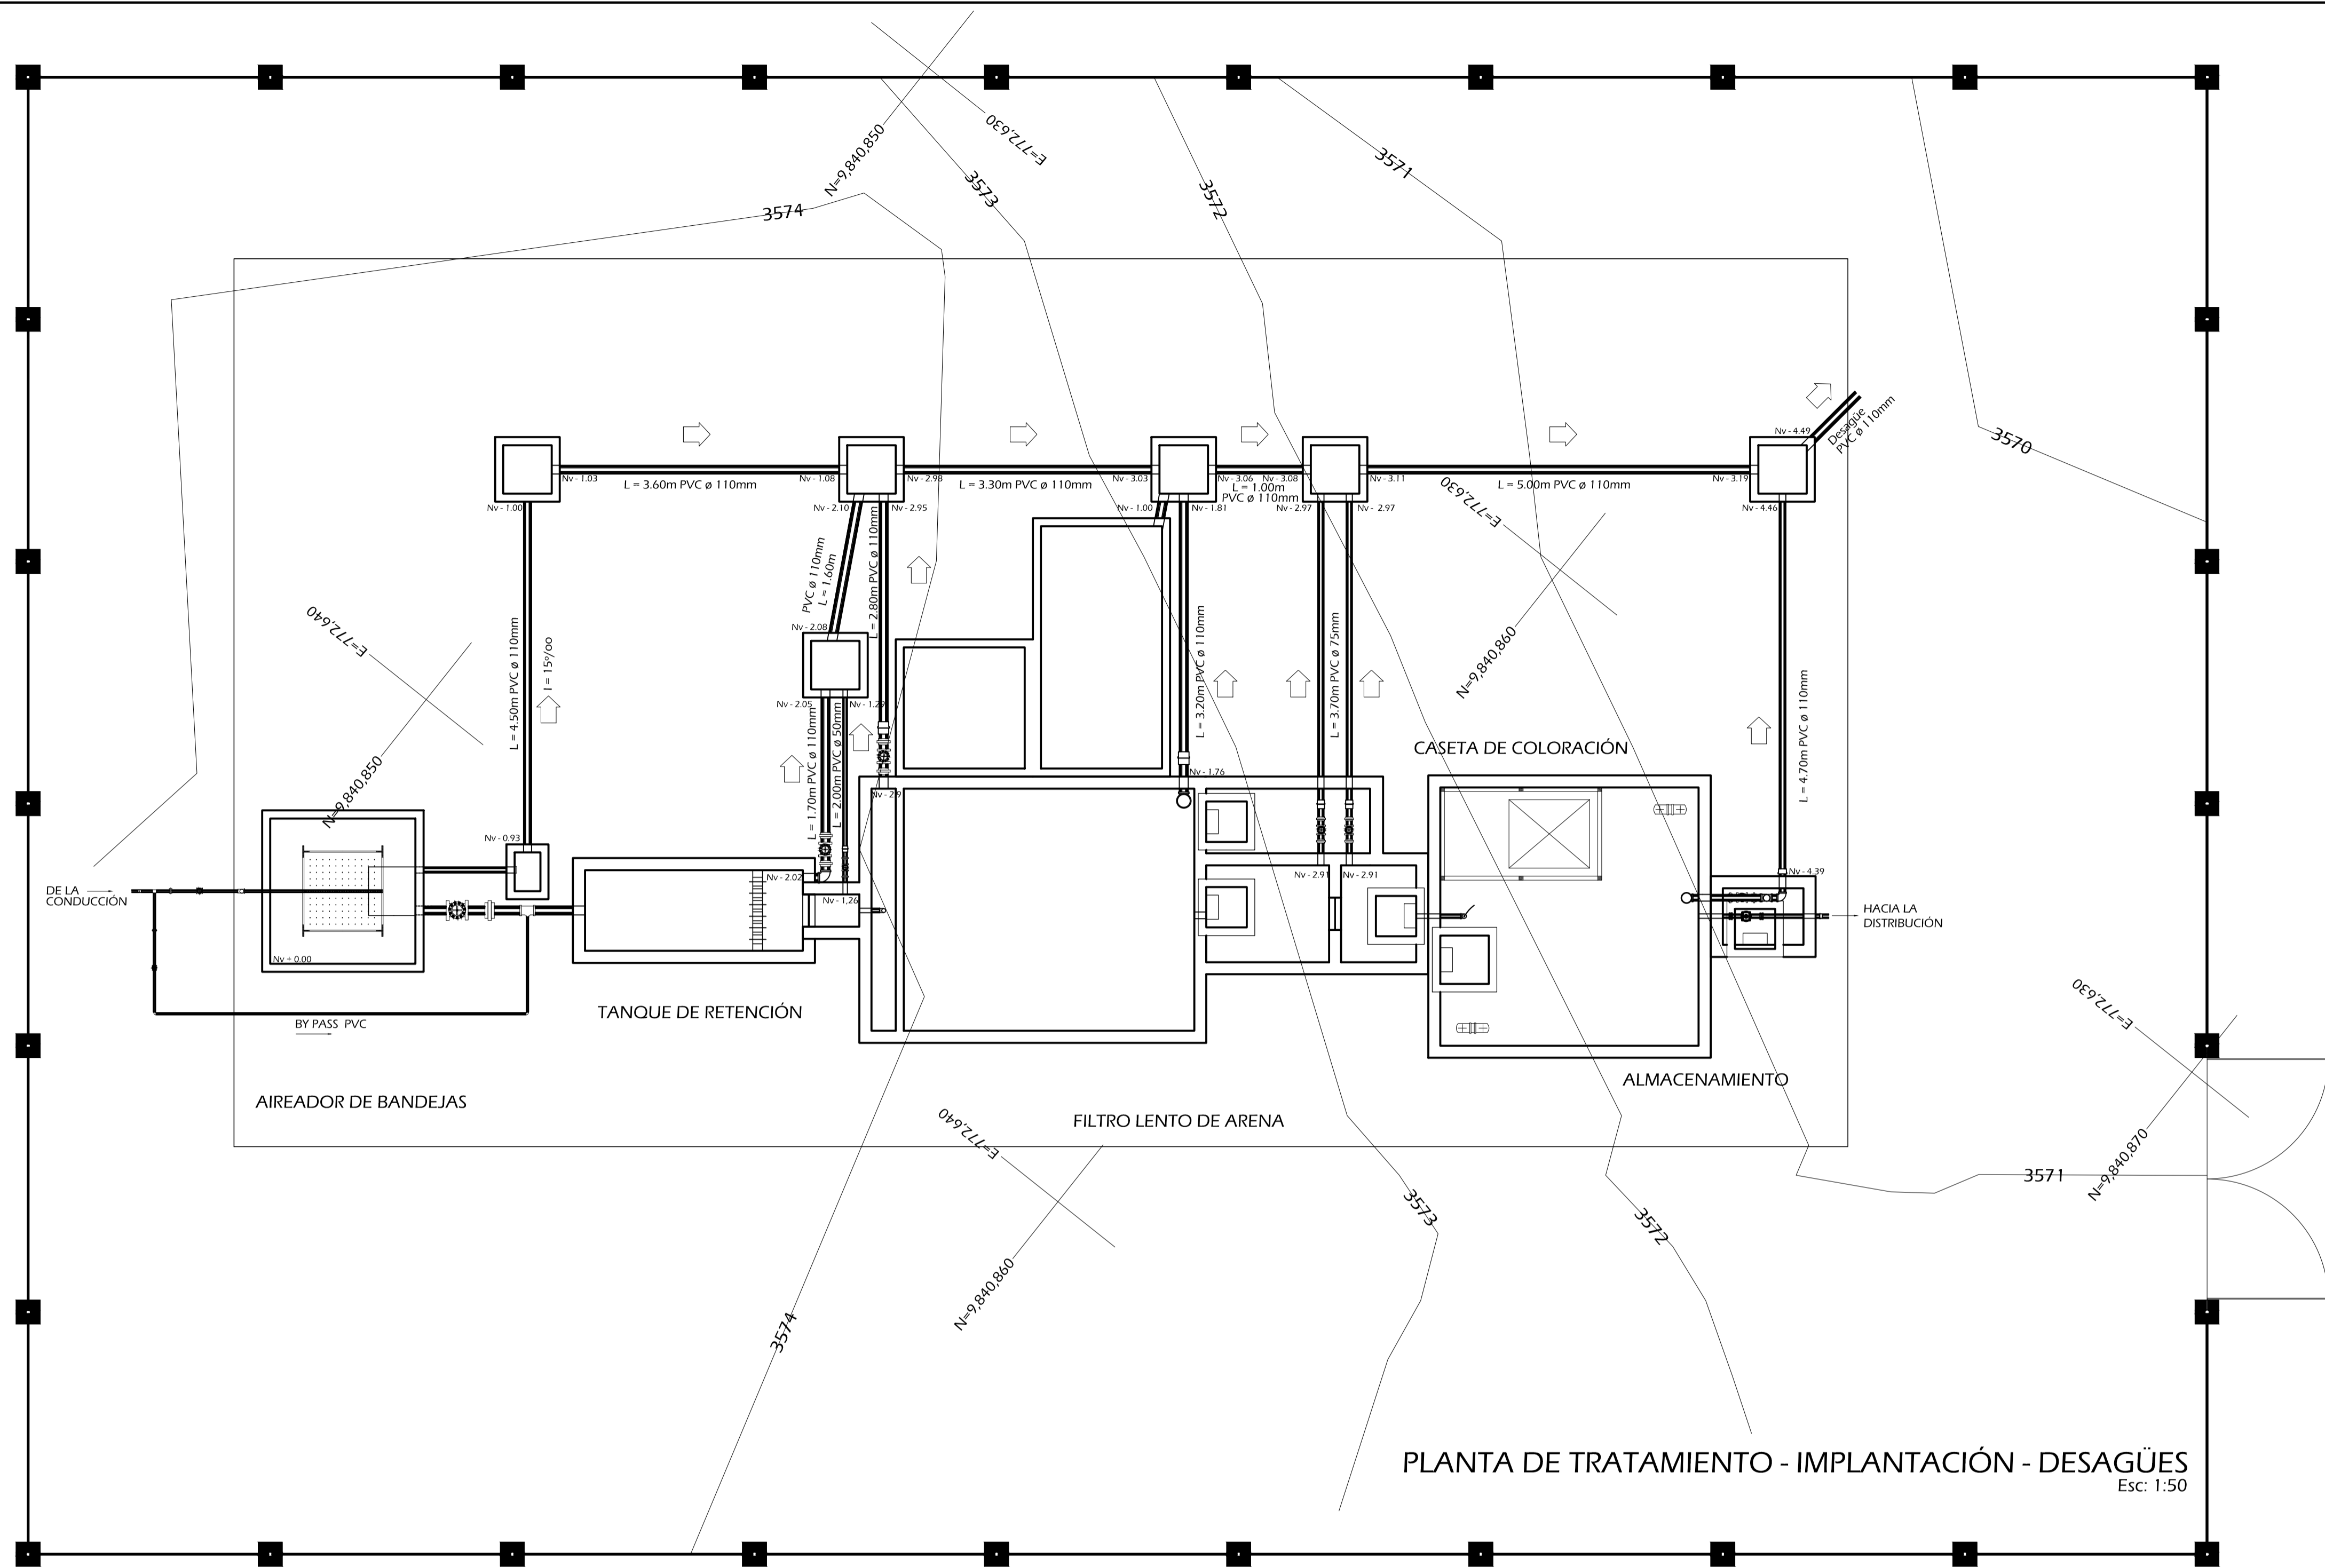 N=9,840,850
E=772,630
3574
3573
3572
3571
3570
Desagüe
PVC ø 110mm
Nv - 4.49
Nv - 1.03
L = 3.60m PVC ø 110mm
Nv - 1.08
Nv - 2.98
L = 3.30m PVC ø 110mm
Nv - 3.03
Nv - 3.06
Nv - 3.08
L = 1.00m
PVC ø 110mm
Nv - 3.11
L = 5.00m PVC ø 110mm
Nv - 3.19
Nv - 1.00
Nv - 2.10
Nv - 2.95
Nv - 1.00
Nv - 1.81
Nv - 2.97
Nv - 2.97
Nv - 4.46
E=772,630
N=9,840,860
PVC ø 110mm
L = 1.60m
L = 2.80m PVC ø 110mm
Nv - 2.08
E=772,640
N=9,840,850
L = 4.50m PVC ø 110mm
I = 15º/oo
L = 3.20m PVC ø 110mm
L = 3.70m PVC ø 75mm
L = 4.70m PVC ø 110mm
Nv - 2.05
L = 1.70m PVC ø 110mm
L = 2.00m PVC ø 50mm
CASETA DE COLORACIÓN
Nv - 1.76
Nv - 0.93
Nv - 2.02
Nv - 1,26
Nv - 2.91
Nv - 2.91
Nv - 4.39
DE LA
CONDUCCIÓN
HACIA LA
DISTRIBUCIÓN
Nv + 0.00
BY PASS PVC
TANQUE DE RETENCIÓN
AIREADOR DE BANDEJAS
FILTRO LENTO DE ARENA
ALMACENAMIENTO
E=772,630
N=9,840,870
E=772,640
N=9,840,860
3574
3573
3572
3571
PLANTA DE TRATAMIENTO - IMPLANTACIÓN - DESAGÜES
Esc: 1:50